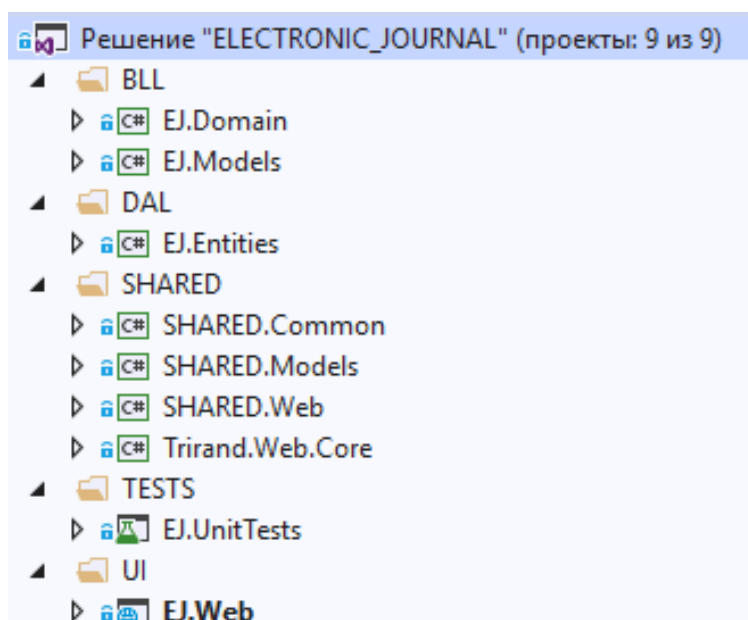 Решение "ELECTRONIC_JOURNAL" (проекты: 9 из 9)
BLL
C# EJ.Domain
C# EJ.Models
DAL
C# EJ.Entities
SHARED
C# SHARED.Common
C# SHARED.Models
C# SHARED.Web
C# Trirand.Web.Core
TESTS
EJ.UnitTests
UI
EJ.Web